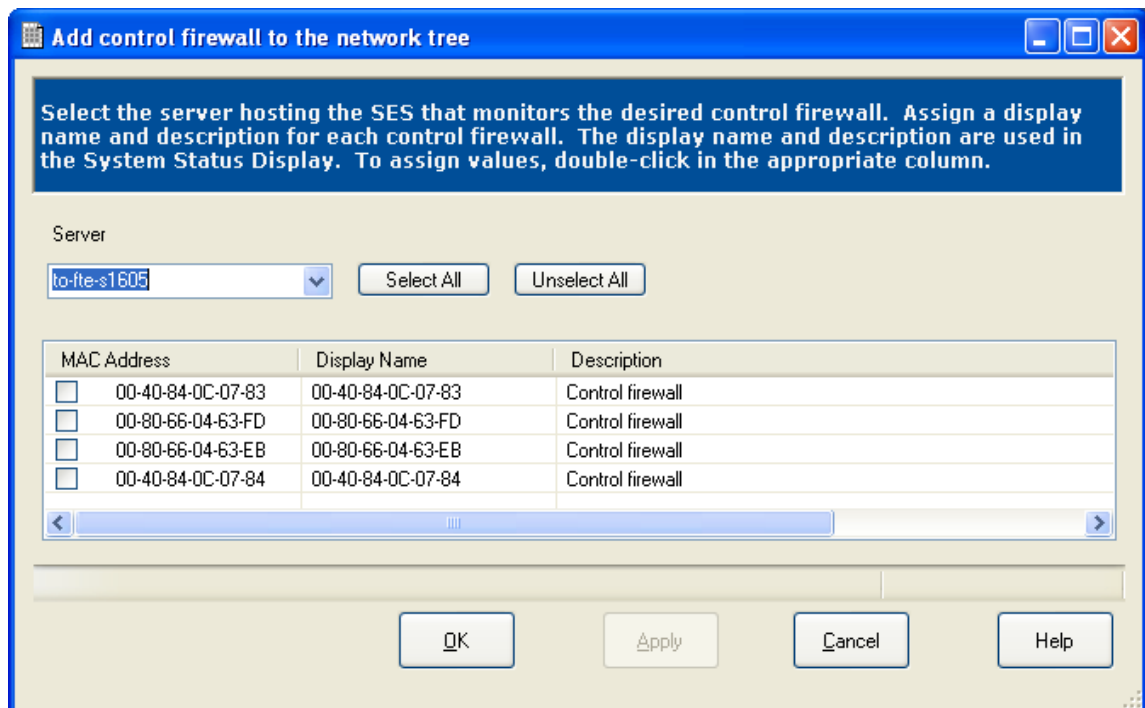 Add control firewall to the network tree
Select the server hosting the SES that monitors the desired control firewall.  Assign a display
name and description for each control firewall.  The display name and description are used in
the System Status Display.  To assign values, double-click in the appropriate column.
Server
to-fte-s1605 Select All Unselect All
MAC Address Display Name Description
00-40-84-0C-07-83 00-40-84-0C-07-83 Control firewall
00-80-66-04-63-FD 00-80-66-04-63-FD Control firewall
00-80-66-04-63-EB 00-80-66-04-63-EB Control firewall
00-40-84-0C-07-84 00-40-84-0C-07-84 Control firewall
OK Apply Cancel Help